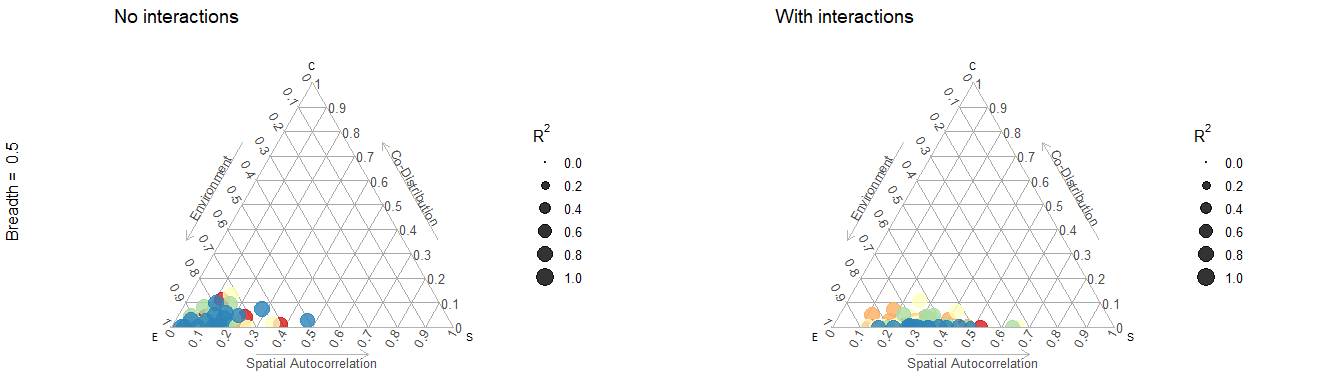 No interactions
With interactions
Breadth = 0.5
C
0 1
0.1 0.9
0.2 0.8
0.3 0.7
0.4 0.6
0.5 0.5
0.6 0.4
0.7 0.3
0.8 0.2
0.9 0.1
1 0
E
S
0 0.1 0.2 0.3 0.4 0.5 0.6 0.7 0.8 0.9 1
Environment
Co-Distribution
Spatial Autocorrelation
R2
0.0
0.2
0.4
0.6
0.8
1.0
C
0 1
0.1 0.9
0.2 0.8
0.3 0.7
0.4 0.6
0.5 0.5
0.6 0.4
0.7 0.3
0.8 0.2
0.9 0.1
1 0
E
S
0 0.1 0.2 0.3 0.4 0.5 0.6 0.7 0.8 0.9 1
Environment
Co-Distribution
Spatial Autocorrelation
R2
0.0
0.2
0.4
0.6
0.8
1.0